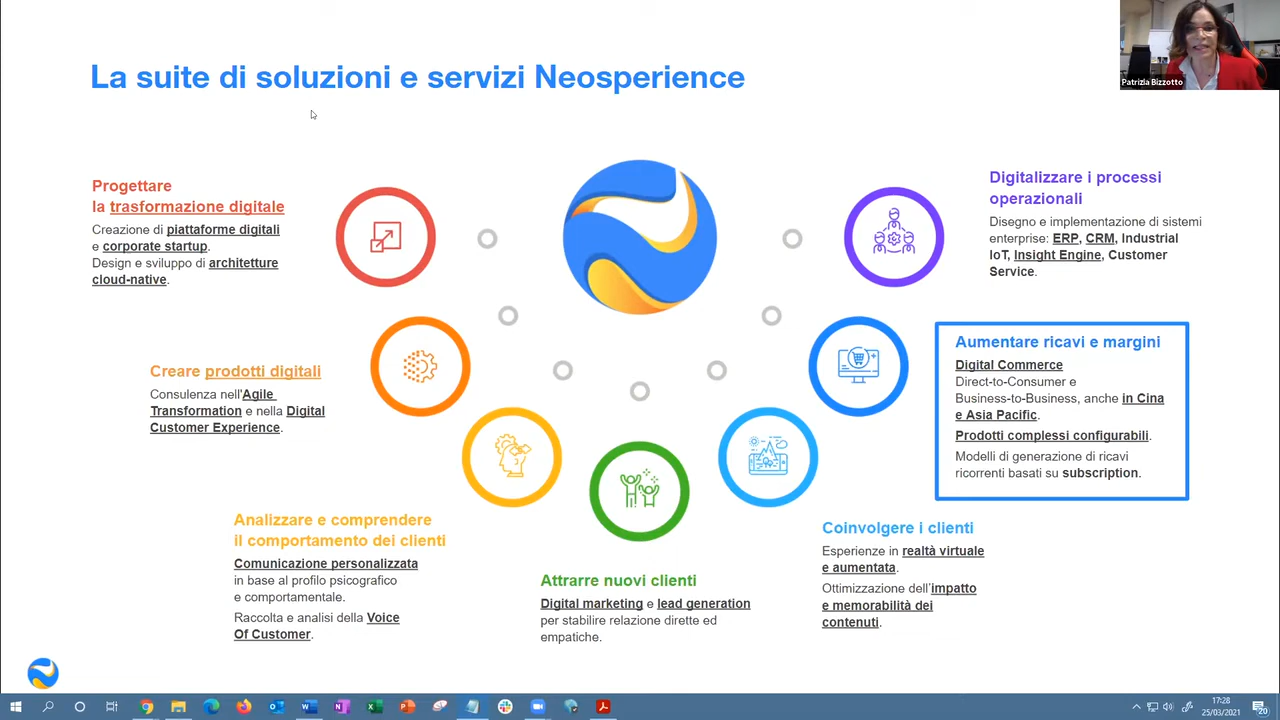 La suite di soluzioni e servizi Neosperience
Patrizia Bizzotto
Progettare
la trasformazione digitale
Creazione di piattaforme digitali
e corporate startup.
Design e sviluppo di architetture
cloud-native.
Digitalizzare i processi
operazionali
Disegno e implementazione di sistemi
enterprise: ERP, CRM, Industrial
IoT, Insight Engine, Customer
Service.
Creare prodotti digitali
Consulenza nell'Agile
Transformation e nella Digital
Customer Experience.
Aumentare ricavi e margini
Digital Commerce
Direct-to-Consumer e
Business-to-Business, anche in Cina
e Asia Pacific.
Prodotti complessi configurabili.
Modelli di generazione di ricavi
ricorrenti basati su subscription.
Analizzare e comprendere
il comportamento dei clienti
Comunicazione personalizzata
in base al profilo psicografico
e comportamentale.
Raccolta e analisi della Voice
Of Customer.
Attrarre nuovi clienti
Digital marketing e lead generation
per stabilire relazione dirette ed
empatiche.
Coinvolgere i clienti
Esperienze in realtà virtuale
e aumentata.
Ottimizzazione dell'impatto
e memorabilità dei
contenuti.
17:28
25/03/2021
20